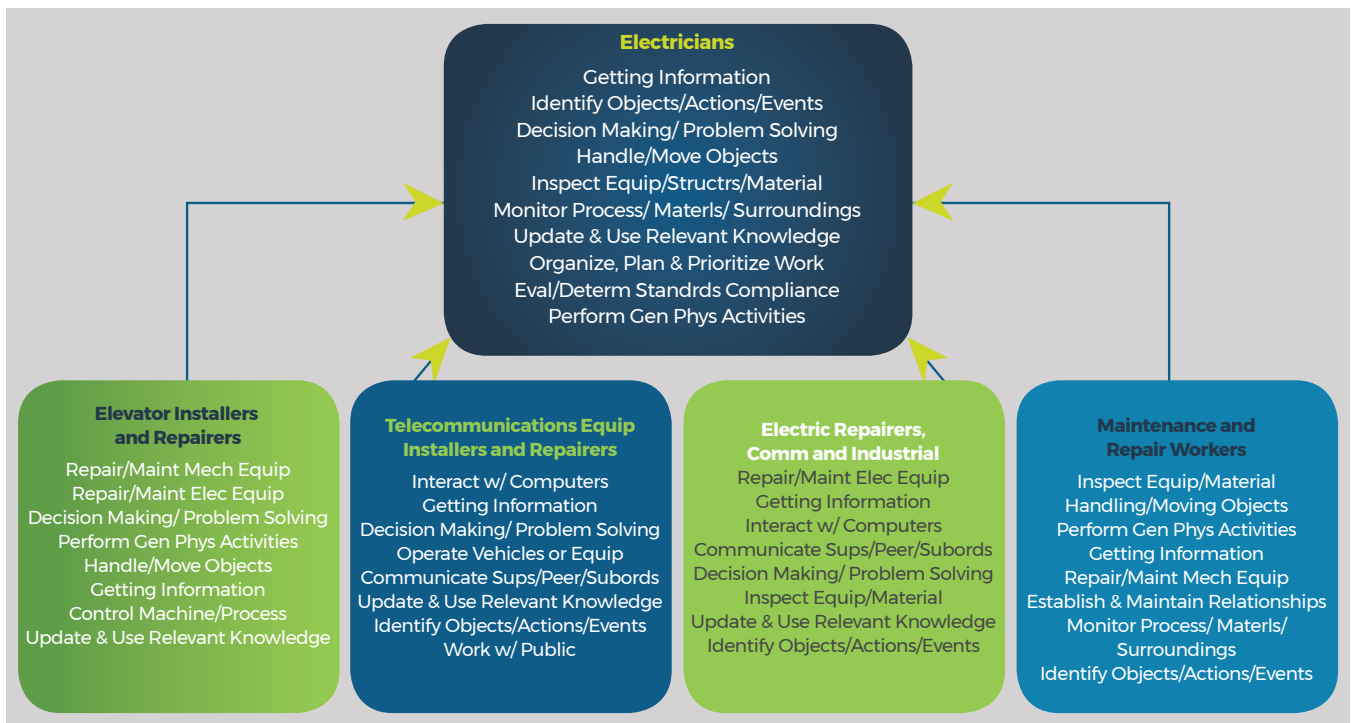 Electricians
Getting Information
Identify Objects/Actions/Events
Decision Making/ Problem Solving
Handle/Move Objects
Inspect Equip/Structrs/Material
Monitor Process/ Materls/ Surroundings
Update & Use Relevant Knowledge
Organize, Plan & Prioritize Work
Eval/Determ Standrds Compliance
Perform Gen Phys Activities
Elevator Installers
and Repairers
Repair/Maint Mech Equip
Repair/Maint Elec Equip
Decision Making/ Problem Solving
Perform Gen Phys Activities
Handle/Move Objects
Getting Information
Control Machine/Process
Update & Use Relevant Knowledge
Telecommunications Equip
Installers and Repairers
Interact w/ Computers
Getting Information
Decision Making/ Problem Solving
Operate Vehicles or Equip
Communicate Sups/Peer/Subords
Update & Use Relevant Knowledge
Identify Objects/Actions/Events
Work w/ Public
Electric Repairers,
Comm and Industrial
Repair/Maint Elec Equip
Getting Information
Interact w/ Computers
Communicate Sups/Peer/Subords
Decision Making/ Problem Solving
Inspect Equip/Material
Update & Use Relevant Knowledge
Identify Objects/Actions/Events
Maintenance and
Repair Workers
Inspect Equip/Material
Handling/Moving Objects
Perform Gen Phys Activities
Getting Information
Repair/Maint Mech Equip
Establish & Maintain Relationships
Monitor Process/ Materls/
Surroundings
Identify Objects/Actions/Events